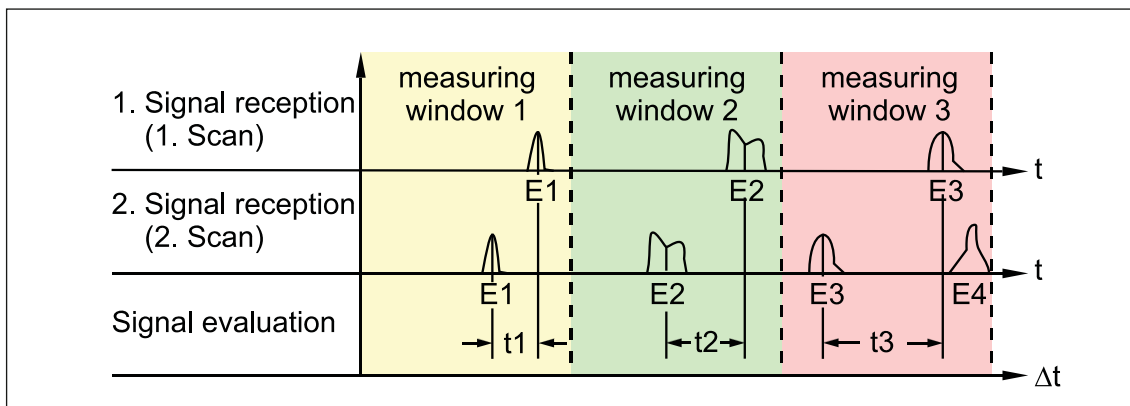 measuring
window 1
measuring
window 2
measuring
window 3
1. Signal reception
(1. Scan)
E1
E2
E3
t
2. Signal reception
(2. Scan)
E1
E2
E3
E4
t
Signal evaluation
t1
t2
t3
Δt